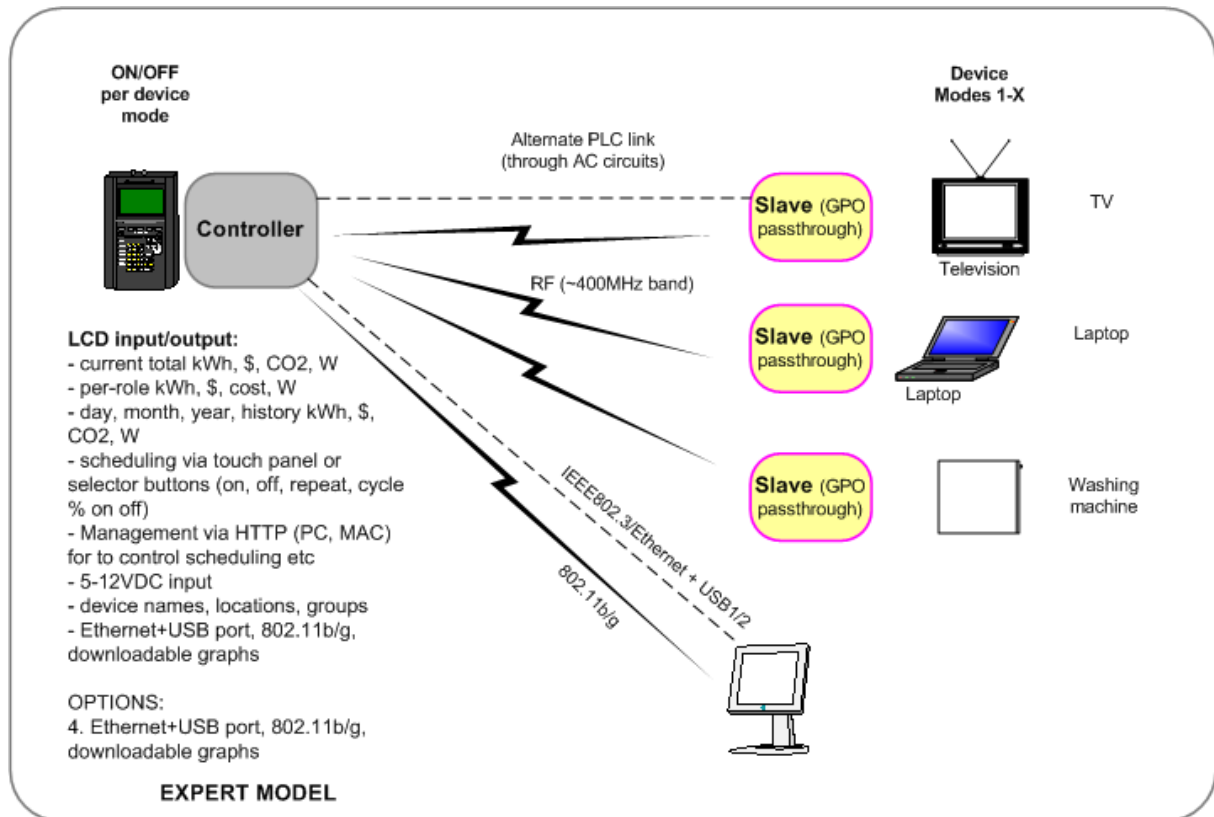 ON/OFF
per device
mode
Device
Modes 1-X
Alternate PLC link
(through AC circuits)
Controller
Slave (GPO
passthrough)
TV
Television
RF (~400MHz band)
Slave (GPO
passthrough)
Laptop
Laptop
Slave (GPO
passthrough)
Washing
machine
IEEE802.3/Ethernet + USB1/2
802.11b/g
LCD input/output:
- current total kWh, $, CO2, W
- per-role kWh, $, cost, W
- day, month, year, history kWh, $,
CO2, W
- scheduling via touch panel or
selector buttons (on, off, repeat, cycle
% on off)
- Management via HTTP (PC, MAC)
for to control scheduling etc
- 5-12VDC input
- device names, locations, groups
- Ethernet+USB port, 802.11b/g,
downloadable graphs
OPTIONS:
4. Ethernet+USB port, 802.11b/g,
downloadable graphs
EXPERT MODEL